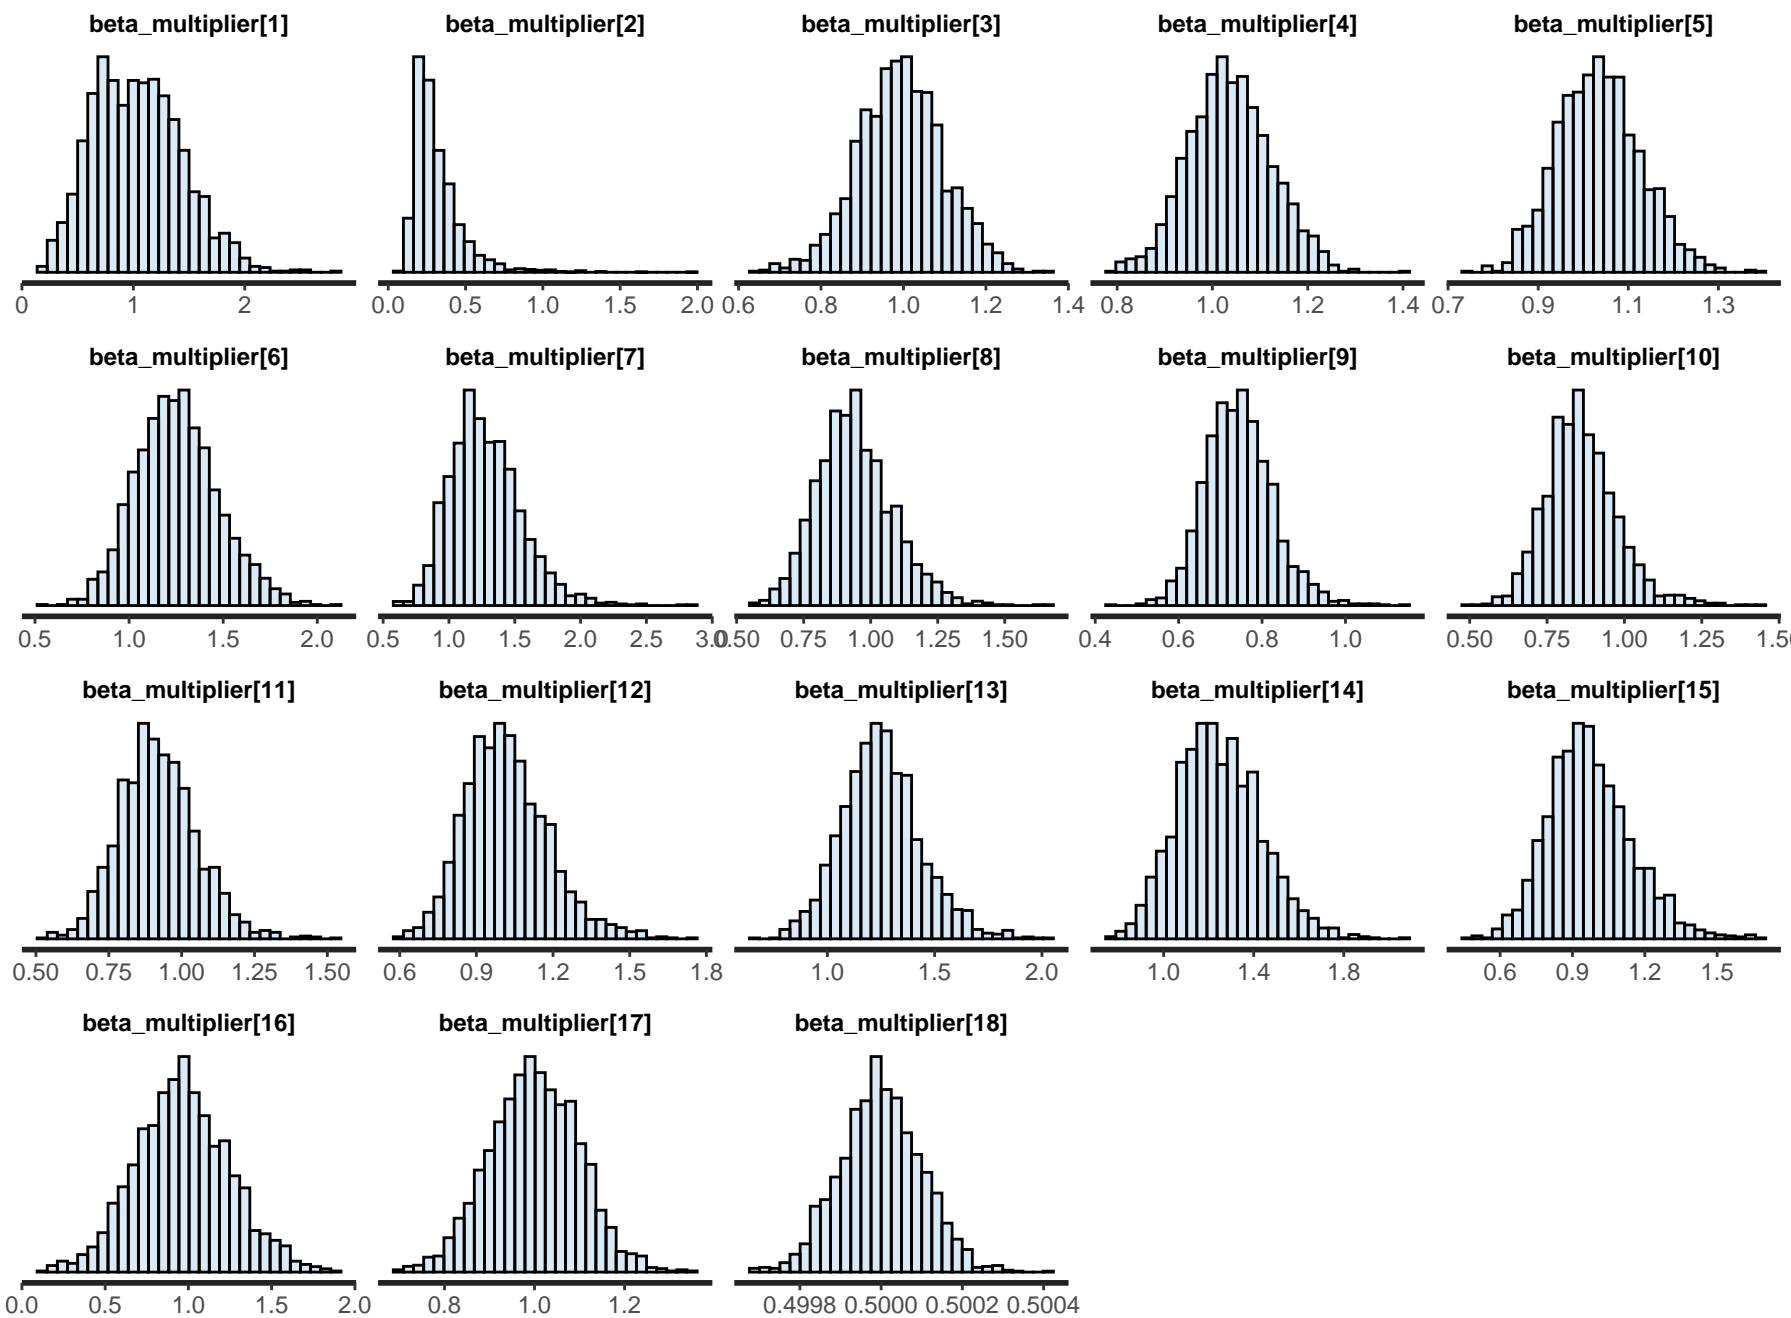 beta_multiplier[1] beta_multiplier[2] beta_multiplier[3] beta_multiplier[4] beta_multiplier[5]
0 1 2 0.0 0.5 1.0 1.5 2.0 0.6 0.8 1.0 1.2 1.4 0.8 1.0 1.2 1.4 0.7 0.9 1.1 1.3
beta_multiplier[6] beta_multiplier[7] beta_multiplier[8] beta_multiplier[9] beta_multiplier[10]
0.5 1.0 1.5 2.0 0.5 1.0 1.5 2.0 2.5 3.0 0.50 0.75 1.00 1.25 1.50 0.4 0.6 0.8 1.0 0.50 0.75 1.00 1.25 1.50
beta_multiplier[11] beta_multiplier[12] beta_multiplier[13] beta_multiplier[14] beta_multiplier[15]
0.50 0.75 1.00 1.25 1.50 0.6 0.9 1.2 1.5 1.8 1.0 1.5 2.0 1.0 1.4 1.8 0.6 0.9 1.2 1.5
beta_multiplier[16] beta_multiplier[17] beta_multiplier[18]
0.0 0.5 1.0 1.5 2.0 0.8 1.0 1.2 0.4998 0.5000 0.5002 0.5004